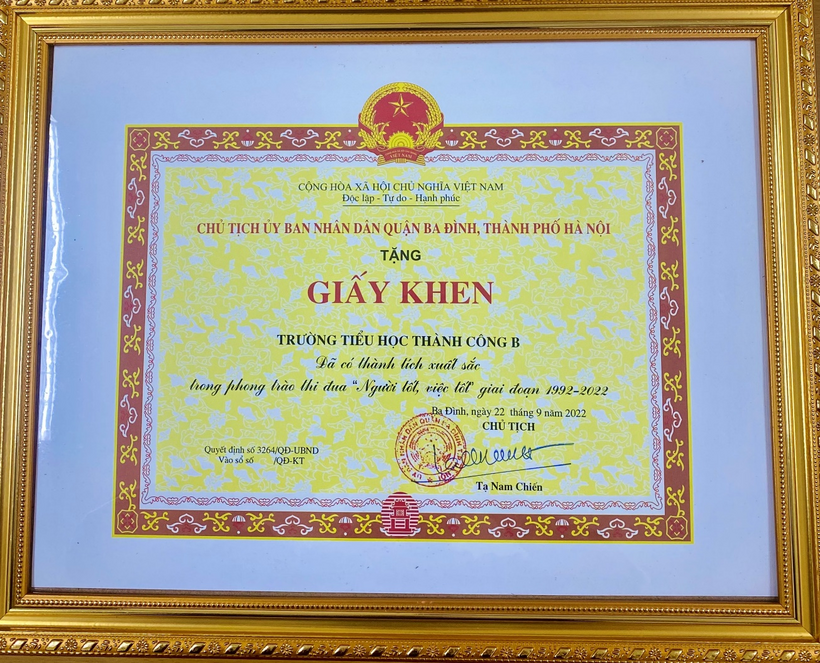 VIỆT NAM
CỘNG HÒA XÃ HỘI CHỦ NGHĨA VIỆT NAM
Độc lập - Tự do - Hạnh phúc
CHỦ TỊCH ỦY BAN NHÂN DÂN QUẬN BA ĐÌNH, THÀNH PHỐ HÀ NỘI
TẶNG
GIẤY KHEN
TRƯỜNG TIỂU HỌC THÀNH CÔNG B
Đã có thành tích xuất sắc
trong phong trào thi đua “Người tốt, việc tốt” giai đoạn 1992-2022
Ba Đình, ngày 22 tháng 9 năm 2022
CHỦ TỊCH
Quyết định số 3264/QĐ-UBND
Vào sổ số /QĐ-KT
Tạ Nam Chiến